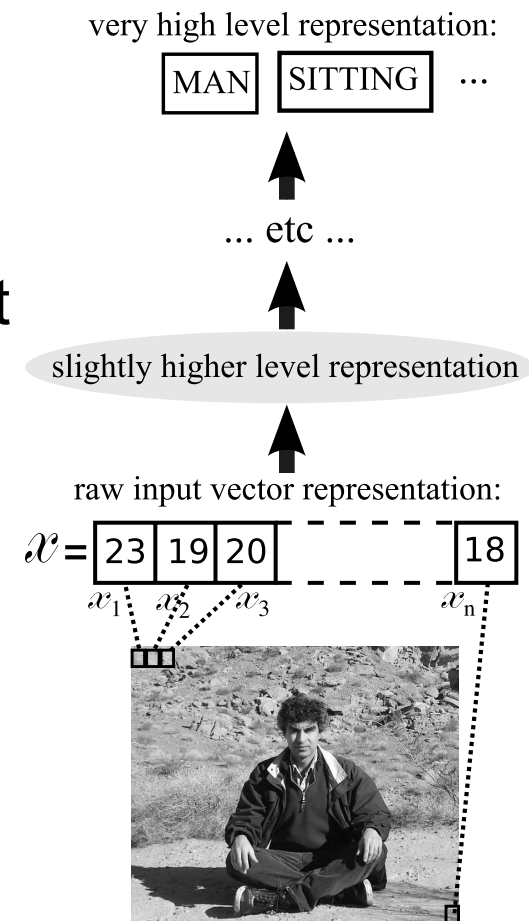 very high level representation:
MAN SITTING ...
... etc ...
t
slightly higher level representation
raw input vector representation:
x = 23 19 20 18
x1 x2 x3 xn